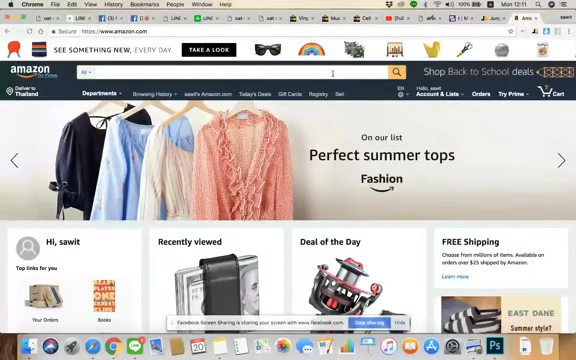 Chrome File Edit View History Bookmarks People Window Help
100%
Mon 12:11
Secure https://www.amazon.com
SEE SOMETHING NEW, EVERY DAY.
TAKE A LOOK
amazon
Try Prime
All
Shop Back to School deals
Deliver to
Thailand
Departments
Browsing History
sawit's Amazon.com
Today's Deals
Gift Cards
Registry
Sell
EN
Hello, sawit
Account & Lists
Orders
Try Prime
Cart
On our list
Perfect summer tops
Fashion
Hi, sawit
Top links for you
Your Orders
Recently viewed
Deal of the Day
FREE Shipping
Choose from millions of items. Available on
orders over $25 shipped by Amazon.
Learn more
EAST DANE
Summer style?
Facebook Screen Sharing is sharing your screen with www.facebook.com.
Stop sharing
Hide